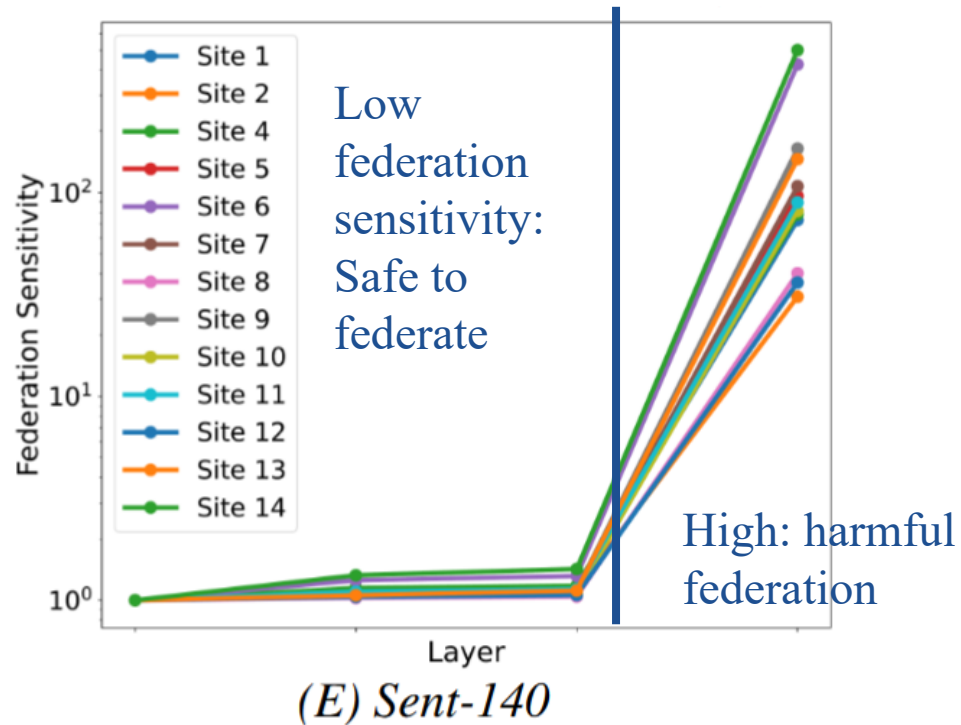 Site 1
Site 2
Site 4
Site 5
Site 6
Site 7
Site 8
Site 9
Site 10
Site 11
Site 12
Site 13
Site 14
Low
federation
sensitivity:
Safe to
federate
High: harmful
federation
Federation Sensitivity
10²
10¹
10⁰
Layer
(E) Sent-140